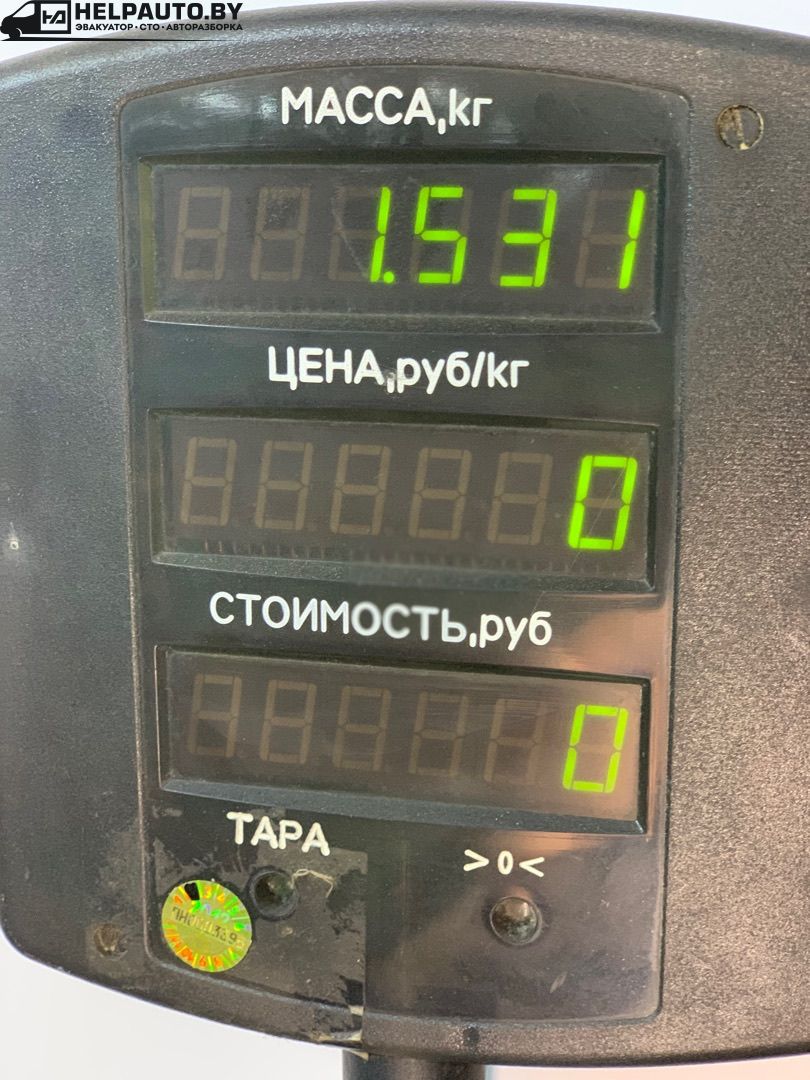 HELPAUTO.BY
ЭВАКУАТОР · СТО · АВТОРАЗБОРКА
МАССА,кг
1.531
ЦЕНА,руб/кг
0
СТОИМОСТЬ,руб
0
ТАРА
>0<